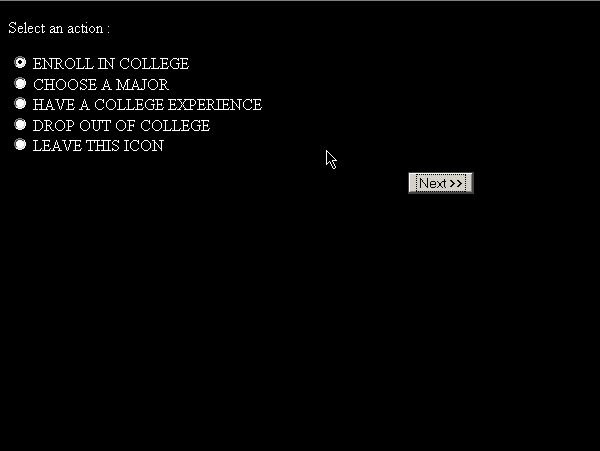 Select an action :
ENROLL IN COLLEGE
CHOOSE A MAJOR
HAVE A COLLEGE EXPERIENCE
DROP OUT OF COLLEGE
LEAVE THIS ICON
Next >>